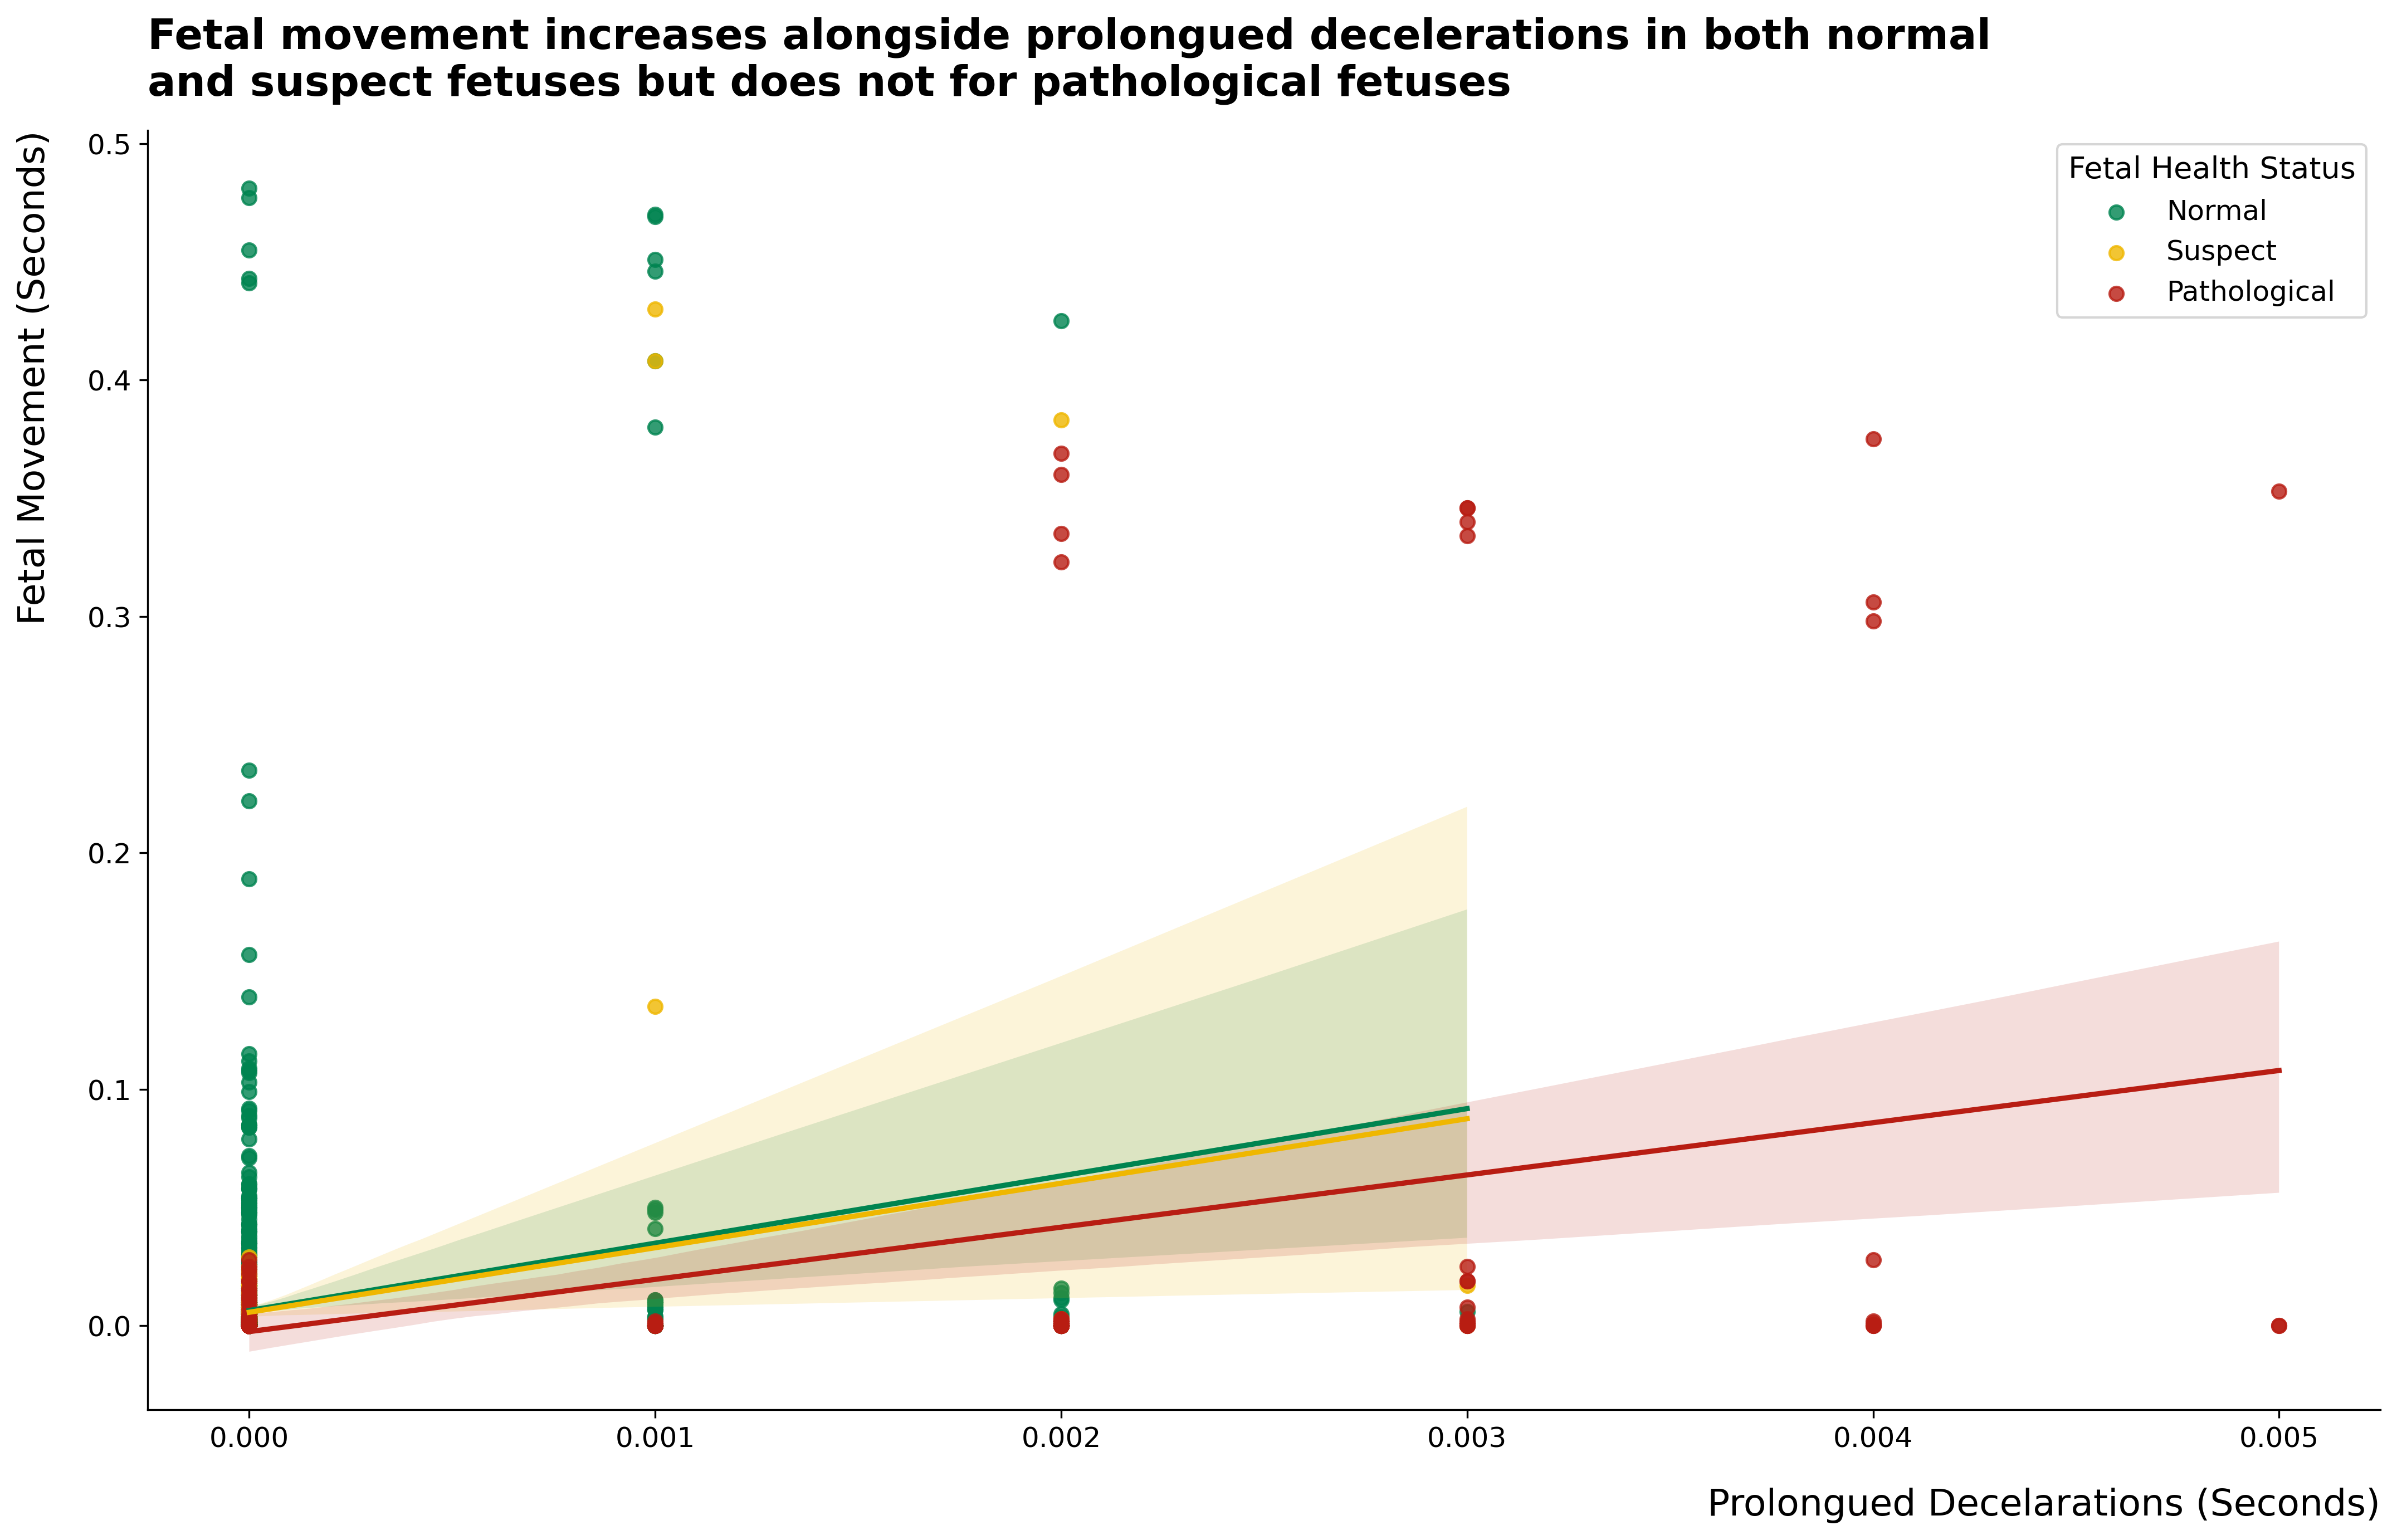 Fetal movement increases alongside prolongued decelerations in both normal
and suspect fetuses but does not for pathological fetuses
Fetal Movement (Seconds)
0.5
0.4
0.3
0.2
0.1
0.0
Fetal Health Status
Normal
Suspect
Pathological
0.000
0.001
0.002
0.003
0.004
0.005
Prolongued Decelarations (Seconds)